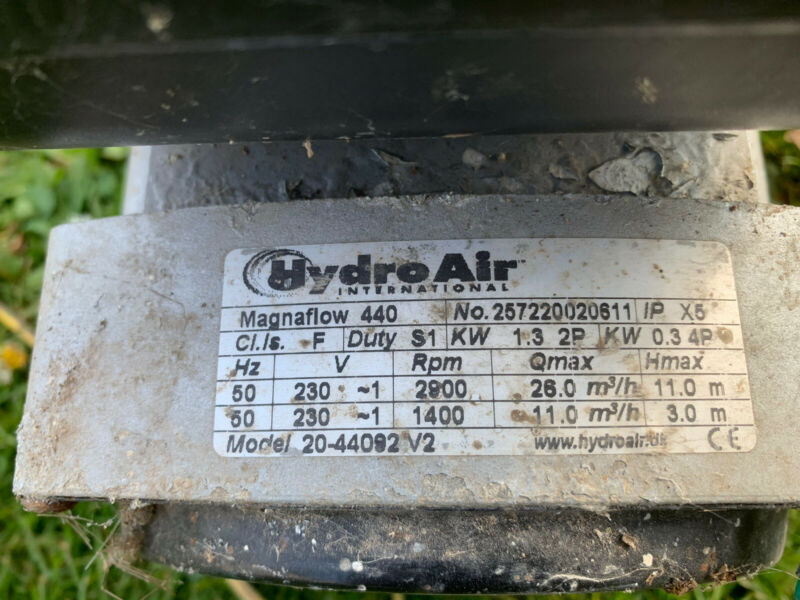 HydroAir™
INTERNATIONAL
Magnaflow 440 No. 257220020611 IP X5
Cl.Is. F Duty S1 KW 1.3 2P KW 0.3 4P
Hz V Rpm Qmax Hmax
50 230 ~1 2900 26.0 m³/h 11.0 m
50 230 ~1 1400 11.0 m³/h 3.0 m
Model 20-44092 V2 www.hydroair.dk CE